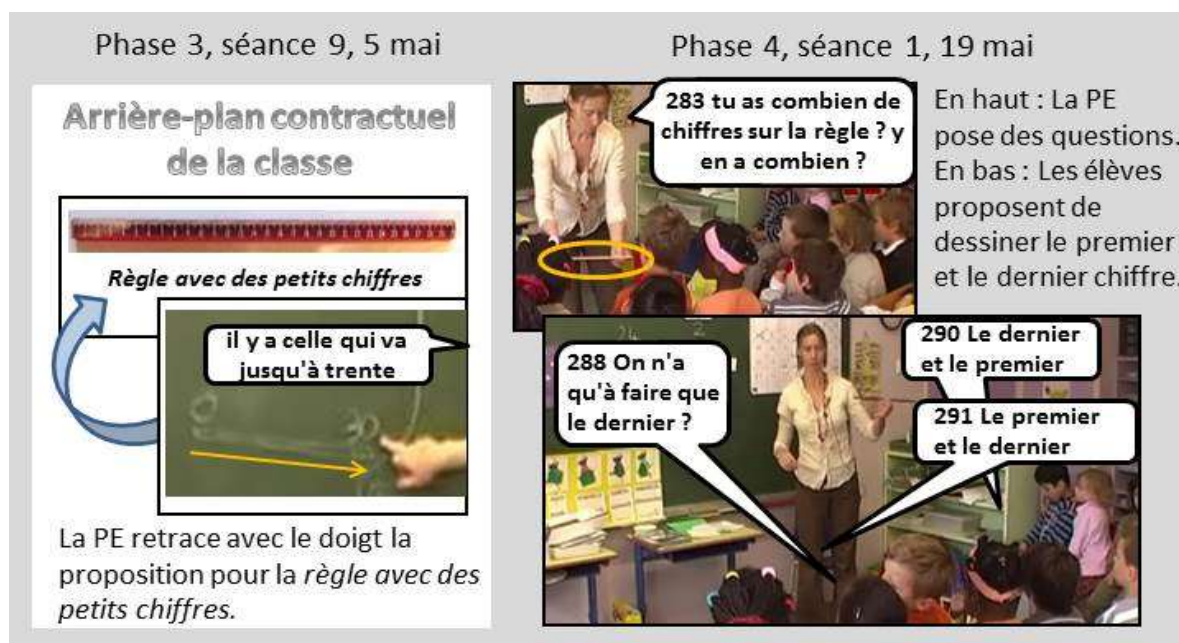 Phase 3, séance 9, 5 mai
Arrière-plan contractuel
de la classe
Règle avec des petits chiffres
il y a celle qui va
jusqu'à trente
La PE retrace avec le doigt la
proposition pour la règle avec des
petits chiffres.
Phase 4, séance 1, 19 mai
283 tu as combien de
chiffres sur la règle ? y
en a combien ?
En haut : La PE
pose des questions.
En bas : Les élèves
proposent de
dessiner le premier
et le dernier chiffre.
288 On n'a
qu'à faire que
le dernier ?
290 Le dernier
et le premier
291 Le premier
et le dernier